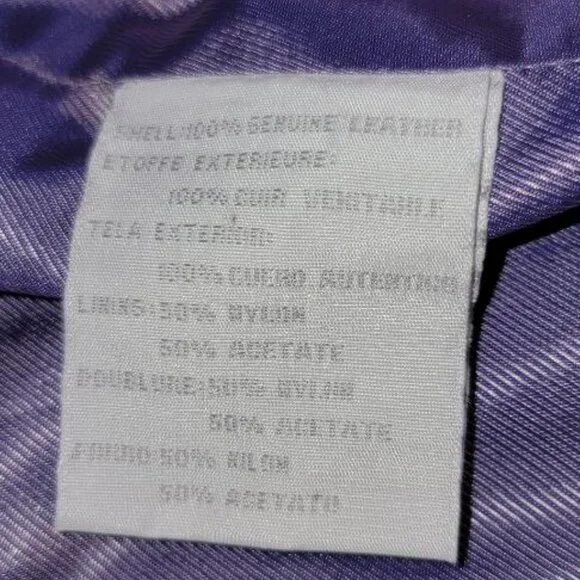 SHELL:100% GENUINE LEATHER
ETOFFE EXTERIEURE:
100% CUIR VERITABLE
TELA EXTERIOR:
100% CUERO AUTENTICO
LINING:50% NYLON
50% ACETATE
DOUBLURE:50% NYLON
50% ACETATE
FORRO:50% NILON
50% ACETATO